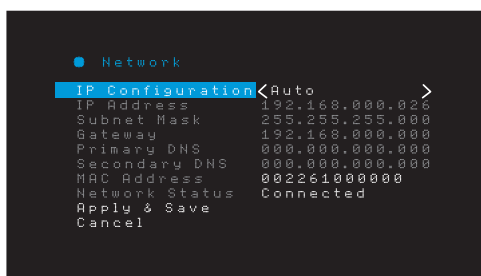 Network
IP Configuration <Auto >
IP Address 192.168.000.026
Subnet Mask 255.255.255.000
Gateway 192.168.000.000
Primary DNS 000.000.000.000
Secondary DNS 000.000.000.000
MAC Address 002261000000
Network Status Connected
Apply & Save
Cancel